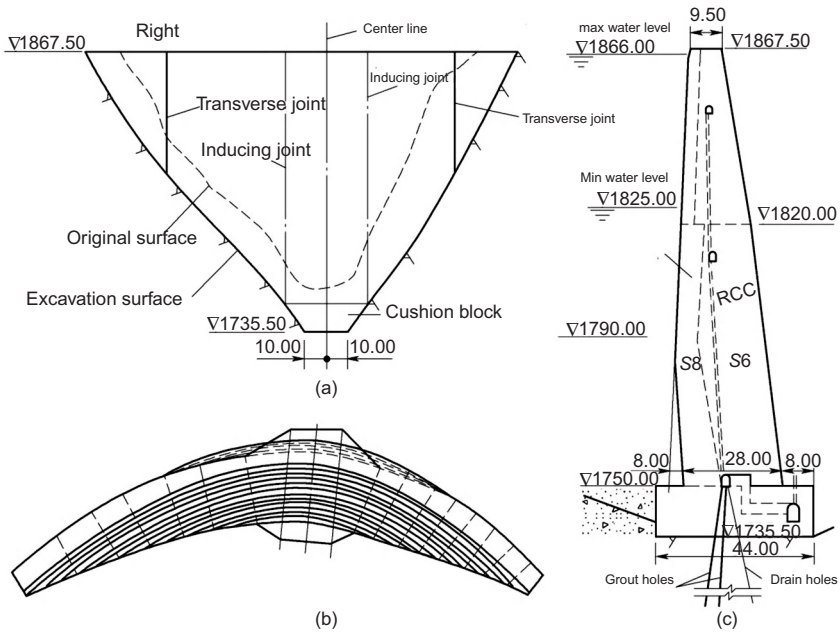 Right
Center line
∇1867.50
Inducing joint
Transverse joint
Transverse joint
Inducing joint
Original surface
Excavation surface
Cushion block
∇1735.50
10.00
10.00
(a)
(b)
9.50
max water level
∇1866.00
∇1867.50
Min water level
∇1825.00
∇1820.00
RCC
∇1790.00
S8
S6
8.00
28.00
8.00
∇1750.00
∇1735.50
44.00
Grout holes
Drain holes
(c)